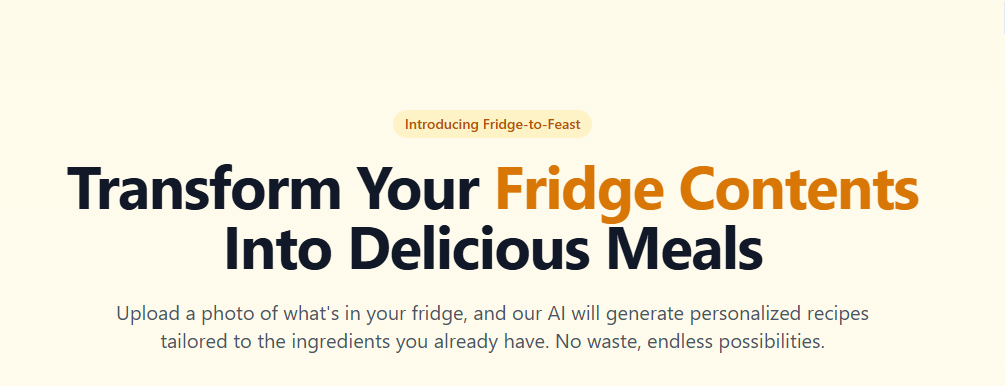 Introducing Fridge-to-Feast
Transform Your Fridge Contents
Into Delicious Meals
Upload a photo of what's in your fridge, and our AI will generate personalized recipes
tailored to the ingredients you already have. No waste, endless possibilities.